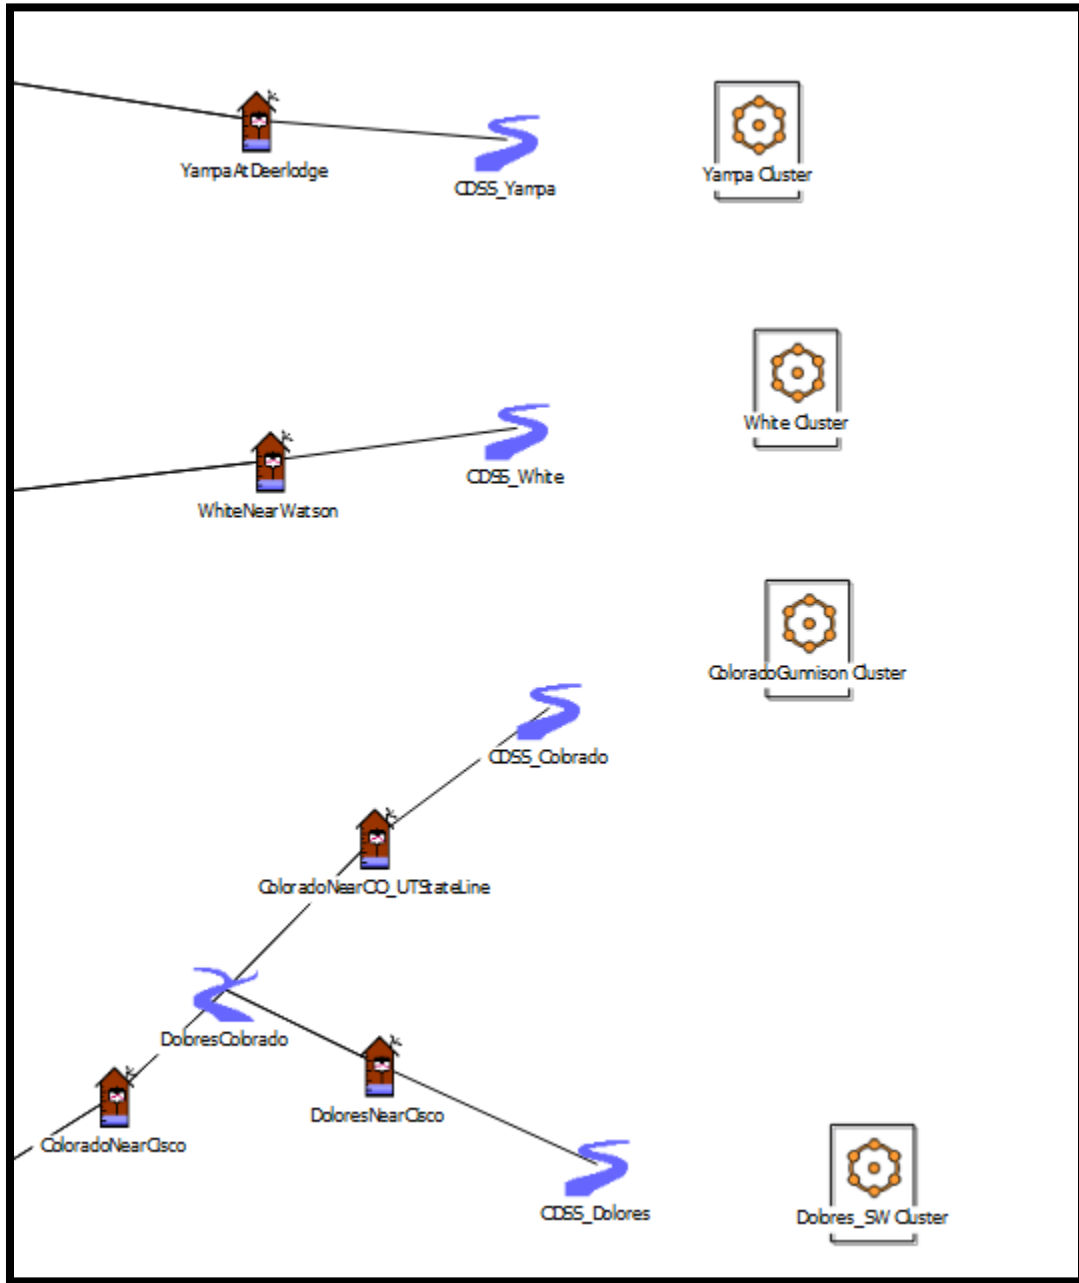 YampaAtDeerlodge
CDSS_Yampa
Yampa Cluster
WhiteNearWatson
CDSS_White
White Cluster
ColoradoGunnison Cluster
CDSS_Colorado
ColoradoNearCO_UTStateLine
DoloresColorado
ColoradoNearCisco
DoloresNearCisco
CDSS_Dolores
Dolores_SW Cluster